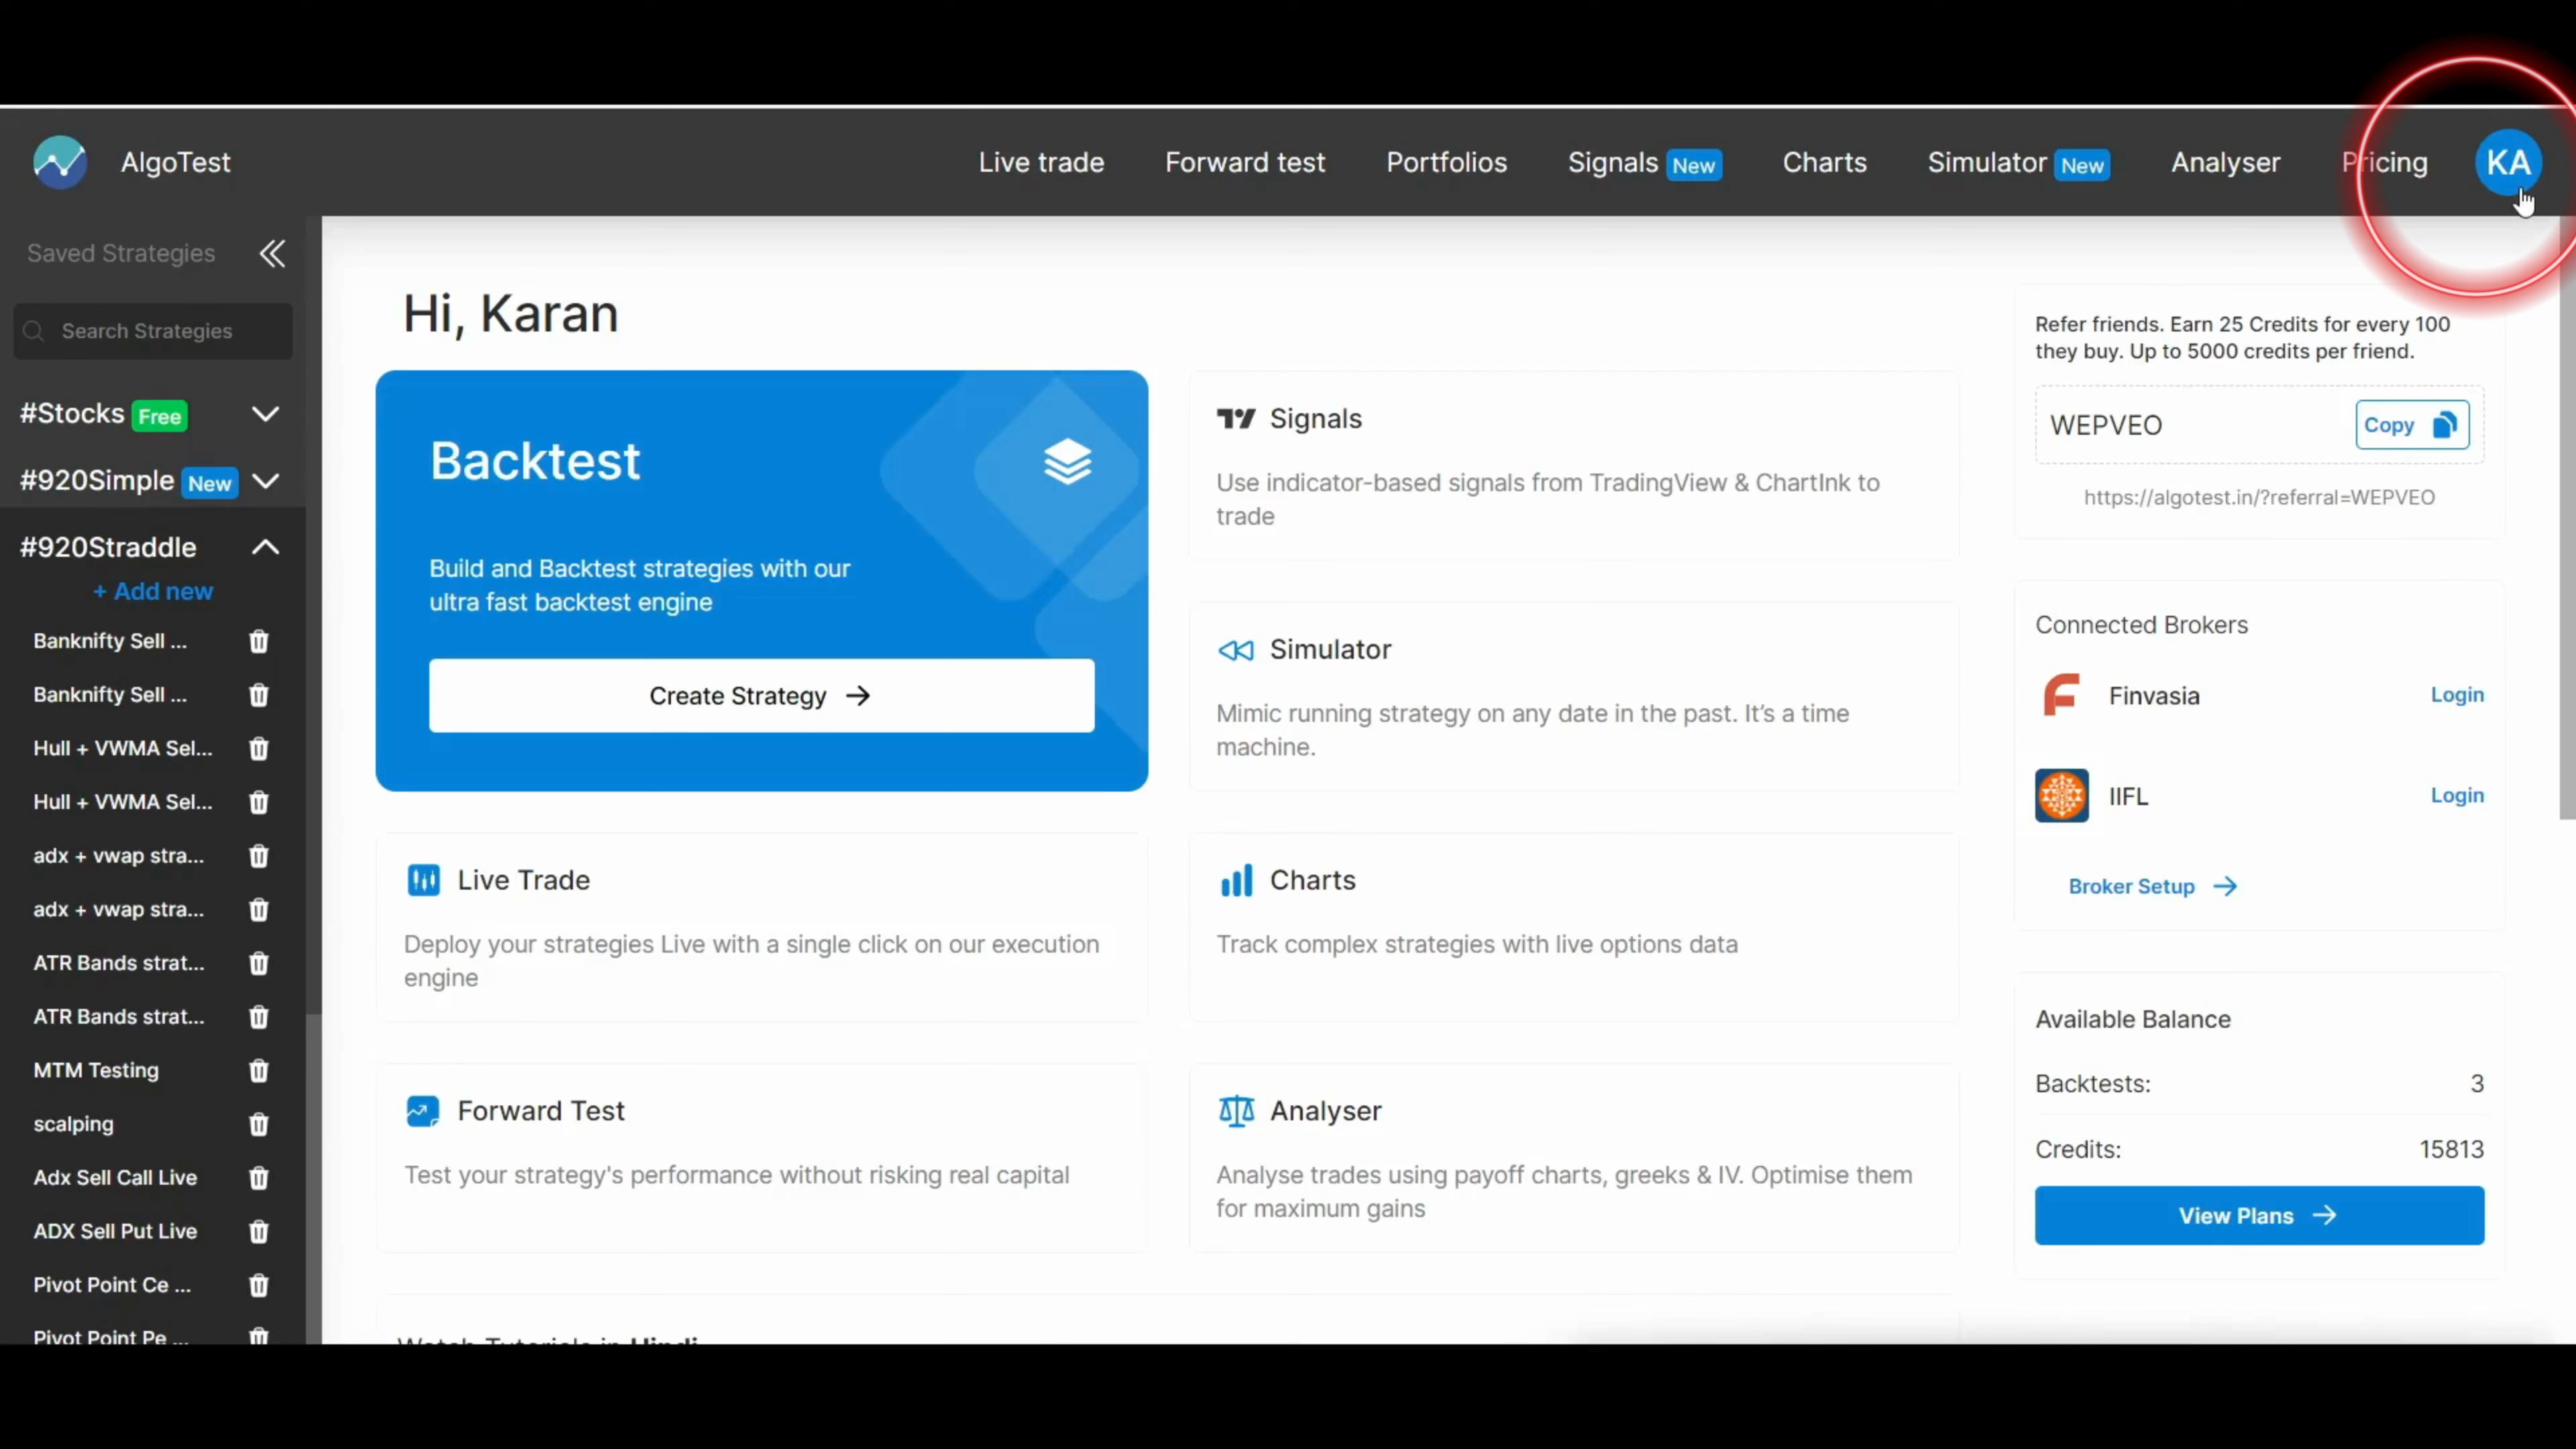 AlgoTest
Live trade
Forward test
Portfolios
Signals New
Charts
Simulator New
Analyser
Pricing
KA
Saved Strategies
Search Strategies
#Stocks Free
#920Simple New
#920Straddle
+ Add new
Banknifty Sell ...
Banknifty Sell ...
Hull + VWMA Sel...
Hull + VWMA Sel...
adx + vwap stra...
adx + vwap stra...
ATR Bands strat...
ATR Bands strat...
MTM Testing
scalping
Adx Sell Call Live
ADX Sell Put Live
Pivot Point Ce ...
Pivot Point Pe ...
Hi, Karan
Backtest
Build and Backtest strategies with our
ultra fast backtest engine
Create Strategy
Signals
Use indicator-based signals from TradingView & ChartInk to
trade
Simulator
Mimic running strategy on any date in the past. It's a time
machine.
Live Trade
Deploy your strategies Live with a single click on our execution
engine
Charts
Track complex strategies with live options data
Forward Test
Test your strategy's performance without risking real capital
Analyser
Analyse trades using payoff charts, greeks & IV. Optimise them
for maximum gains
Watch Tutorials in Hindi
Refer friends. Earn 25 Credits for every 100
they buy. Up to 5000 credits per friend.
WEPVEO
Copy
https://algotest.in/?referral=WEPVEO
Connected Brokers
Finvasia
Login
IIFL
Login
Broker Setup
Available Balance
Backtests: 3
Credits: 15813
View Plans